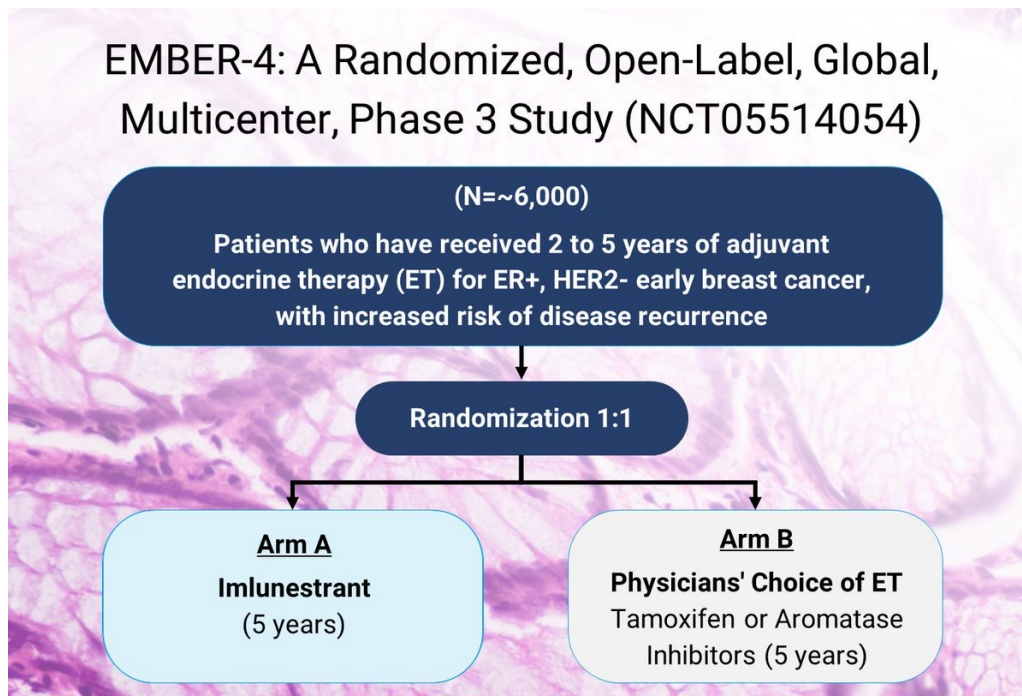 EMBER-4: A Randomized, Open-Label, Global,
Multicenter, Phase 3 Study (NCT05514054)
(N=~6,000)
Patients who have received 2 to 5 years of adjuvant
endocrine therapy (ET) for ER+, HER2- early breast cancer,
with increased risk of disease recurrence
Randomization 1:1
Arm A
Imlunestrant
(5 years)
Arm B
Physicians' Choice of ET
Tamoxifen or Aromatase
Inhibitors (5 years)